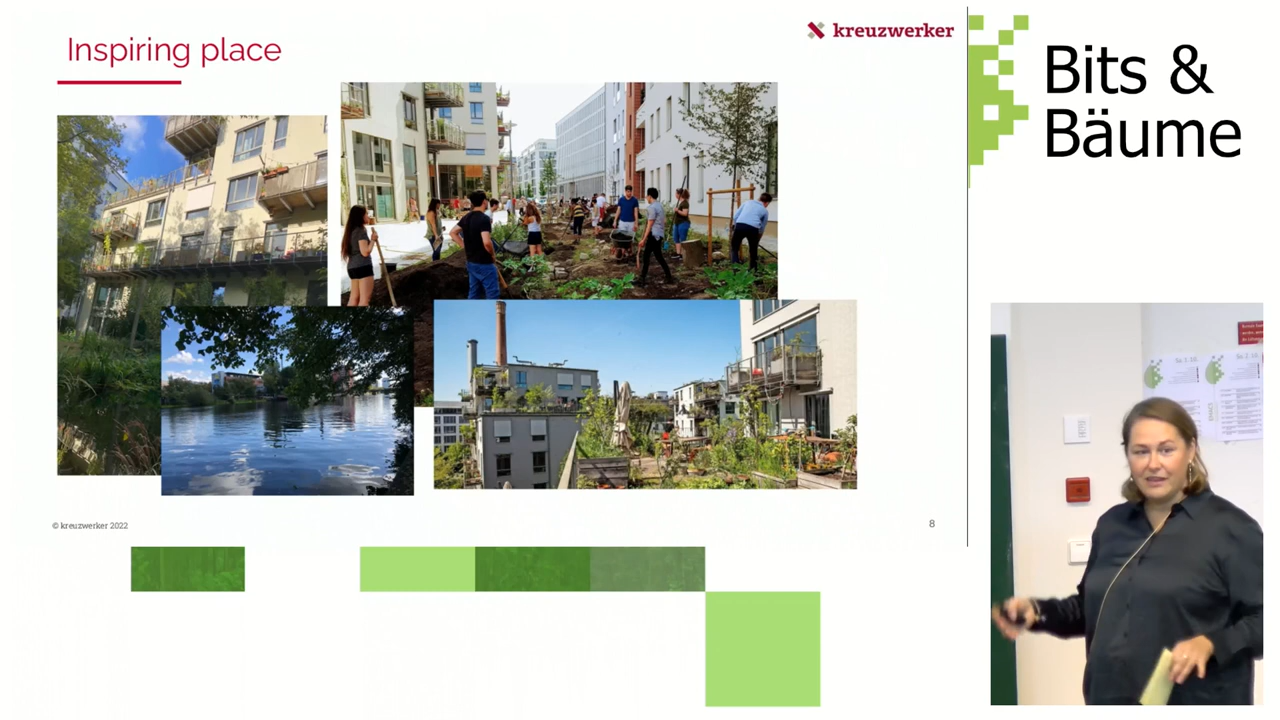 Inspiring place
kreuzwerker
Bits &
Bäume
© kreuzwerker 2022
8